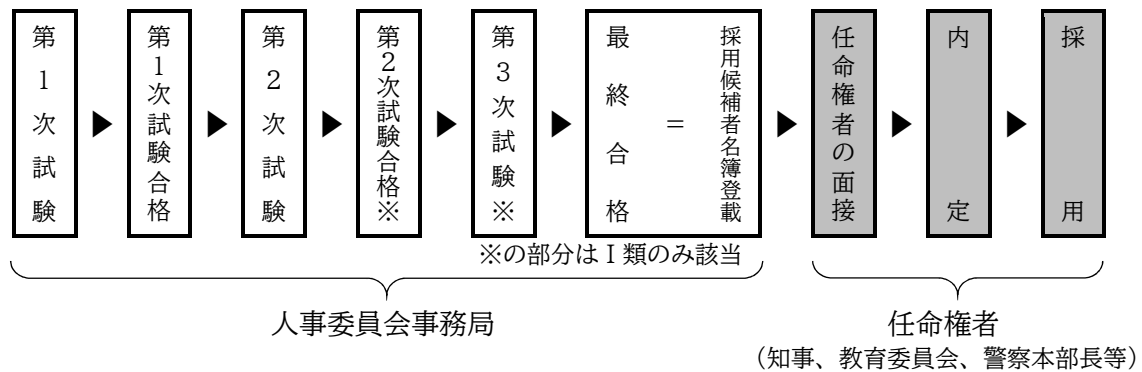 第１次試験
第１次試験合格
第２次試験
第２次試験合格※
第３次試験※
最終合格
＝
採用候補者名簿登載
任命権者の面接
内定
採用
※の部分はⅠ類のみ該当
人事委員会事務局
任命権者
（知事、教育委員会、警察本部長等）